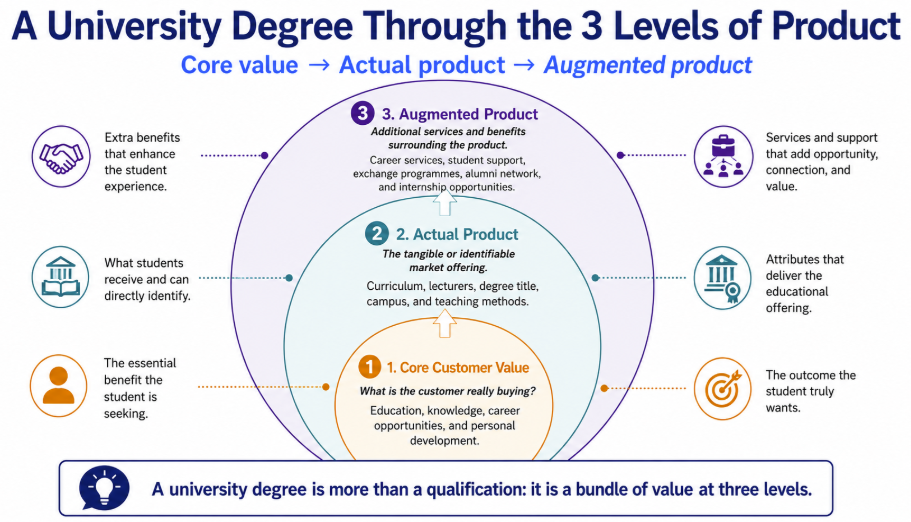 A University Degree Through the 3 Levels of Product
Core value → Actual product → Augmented product
3 3. Augmented Product
Additional services and benefits
surrounding the product.
Career services, student support,
exchange programmes, alumni network,
and internship opportunities.
Extra benefits
that enhance
the student
experience.
Services and support
that add opportunity,
connection, and
value.
2 2. Actual Product
The tangible or identifiable
market offering.
Curriculum, lecturers, degree title,
campus, and teaching methods.
What students
receive and can
directly identify.
Attributes that
deliver the
educational
offering.
1 1. Core Customer Value
What is the customer really buying?
Education, knowledge, career
opportunities, and personal
development.
The essential
benefit the
student is
seeking.
The outcome the
student truly
wants.
A university degree is more than a qualification: it is a bundle of value at three levels.